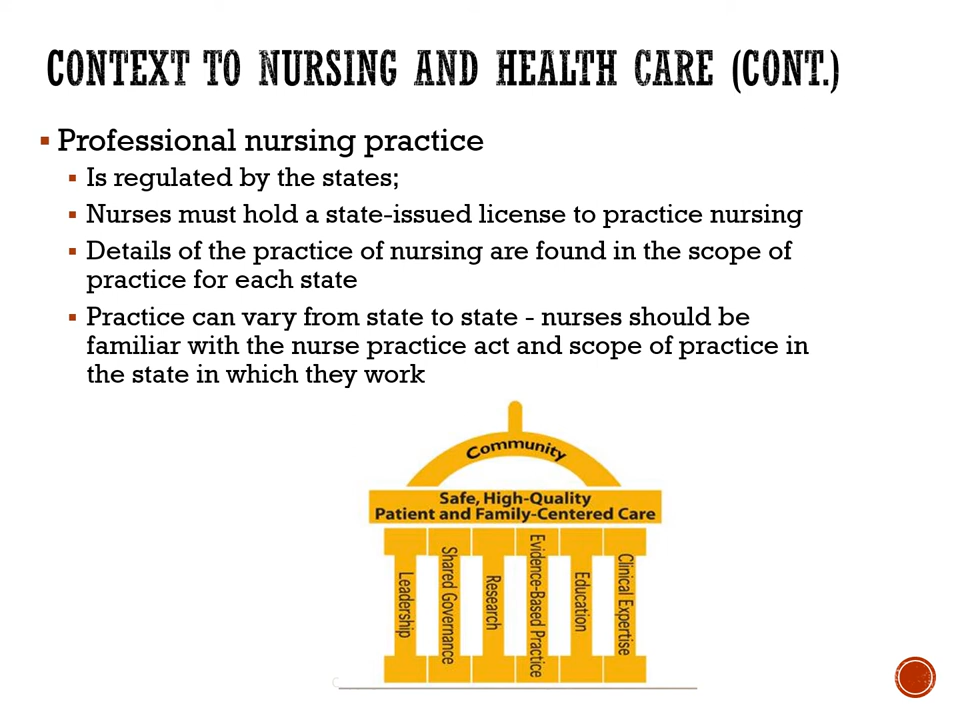 CONTEXT TO NURSING AND HEALTH CARE (CONT.)
Professional nursing practice
Is regulated by the states;
Nurses must hold a state-issued license to practice nursing
Details of the practice of nursing are found in the scope of
practice for each state
Practice can vary from state to state - nurses should be
familiar with the nurse practice act and scope of practice in
the state in which they work
Community
Safe, High-Quality
Patient and Family-Centered Care
Leadership
Shared Governance
Research
Evidence-Based Practice
Education
Clinical Expertise